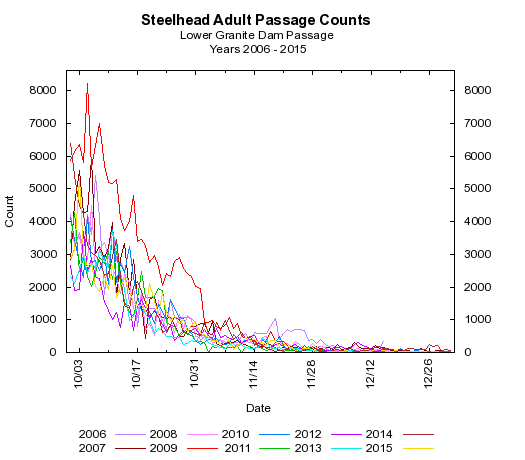 Steelhead Adult Passage Counts
Lower Granite Dam Passage
Years 2006 - 2015
8000 8000
7000 7000
6000 6000
5000 5000
Count
4000 4000
3000 3000
2000 2000
1000 1000
0 0
10/03 10/17 10/31 11/14 11/28 12/12 12/26
Date
2006 2008 2010 2012 2014
2007 2009 2011 2013 2015